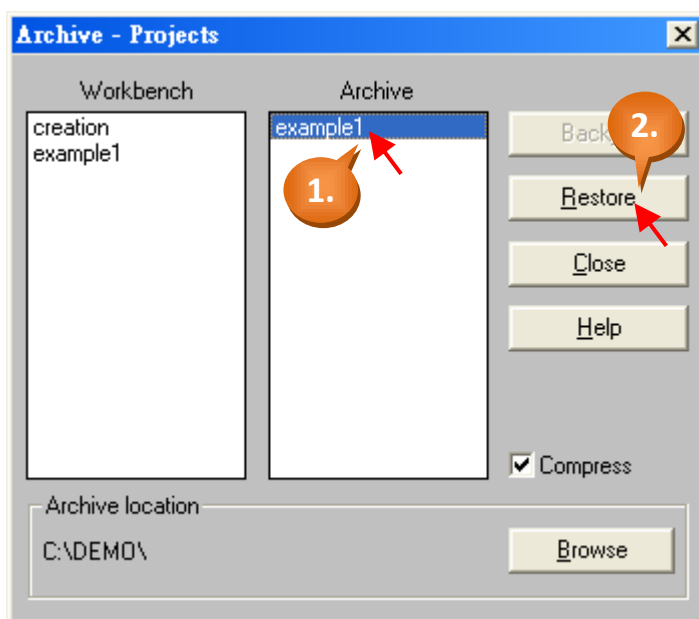 Archive - Projects
Workbench
Archive
creation
example1
example1
1.
2.
Restore
Close
Help
Compress
Archive location
C:\DEMO\
Browse